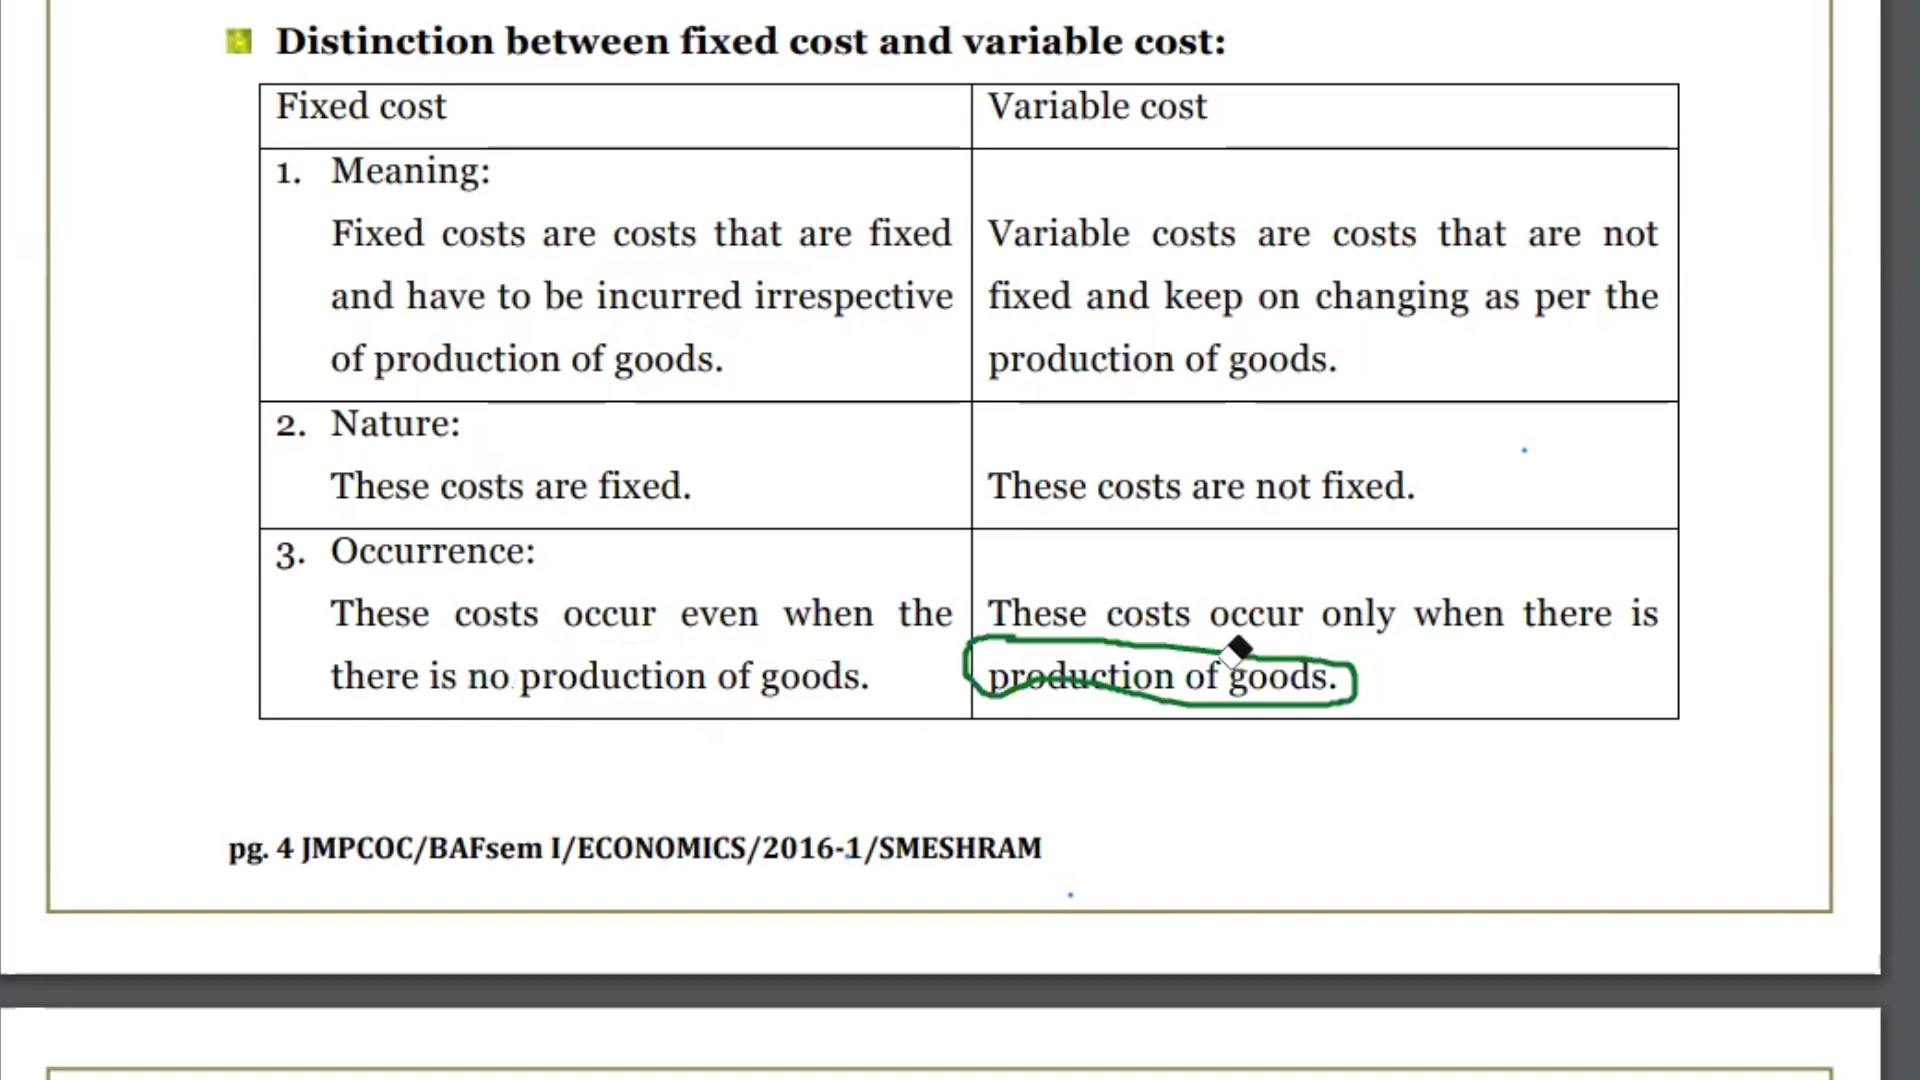 Distinction between fixed cost and variable cost:
Fixed cost
Variable cost
1. Meaning:
Fixed costs are costs that are fixed
and have to be incurred irrespective
of production of goods.
Variable costs are costs that are not
fixed and keep on changing as per the
production of goods.
2. Nature:
These costs are fixed.
These costs are not fixed.
3. Occurrence:
These costs occur even when the
there is no production of goods.
These costs occur only when there is
production of goods.
pg. 4 JMPCOC/BAFsem I/ECONOMICS/2016-1/SMESHRAM